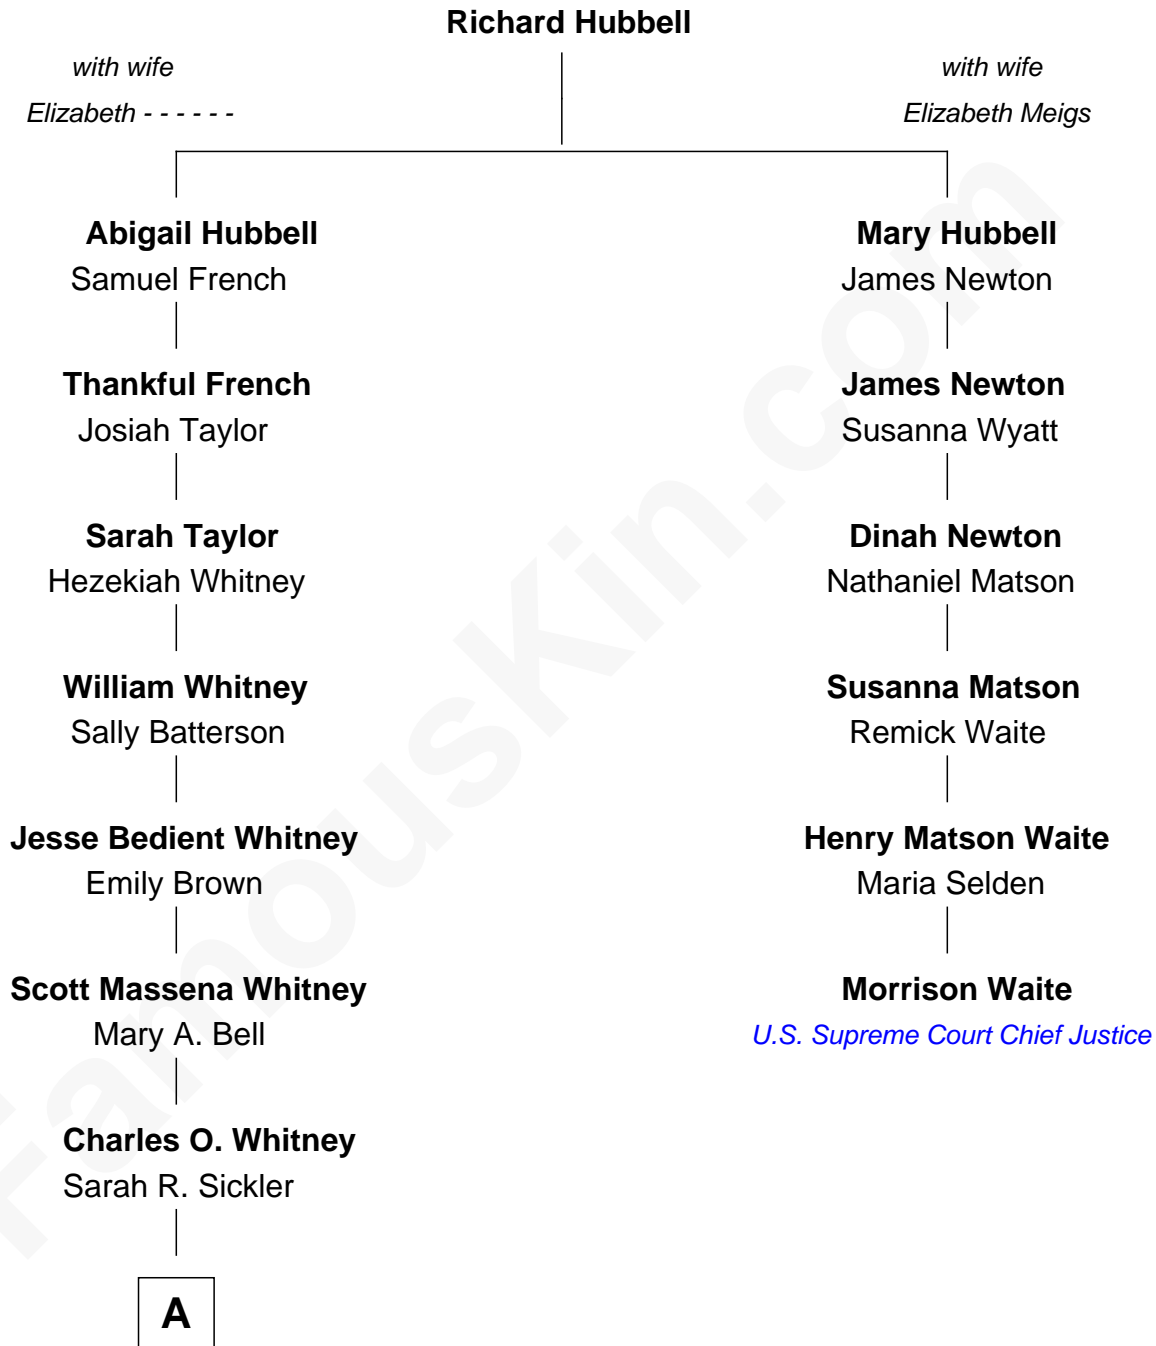 Richard Hubbell
with wife
Elizabeth - - - - - -
with wife
Elizabeth Meigs
Abigail Hubbell
Samuel French
Mary Hubbell
James Newton
Thankful French
Josiah Taylor
James Newton
Susanna Wyatt
Sarah Taylor
Hezekiah Whitney
Dinah Newton
Nathaniel Matson
William Whitney
Sally Batterson
Susanna Matson
Remick Waite
Jesse Bedient Whitney
Emily Brown
Henry Matson Waite
Maria Selden
Scott Massena Whitney
Mary A. Bell
Morrison Waite
U.S. Supreme Court Chief Justice
Charles O. Whitney
Sarah R. Sickler
A
FamousKin.com